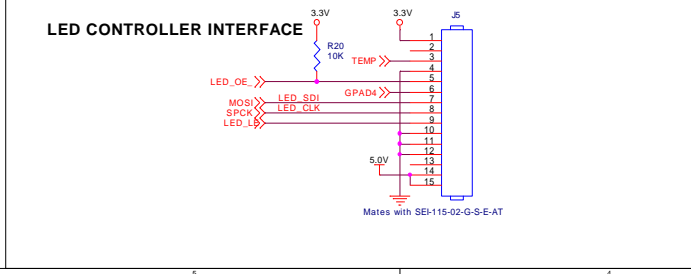 3.3V 3.3V J5
LED CONTROLLER INTERFACE
R20
10K
TEMP
LED_OE_
GPAD4
MOSI LED_SDI
SPCK LED_CLK
LED_LE
5.0V
1
2
3
4
5
6
7
8
9
10
11
12
13
14
15
Mates with SEI-115-02-G-S-E-AT
5 4